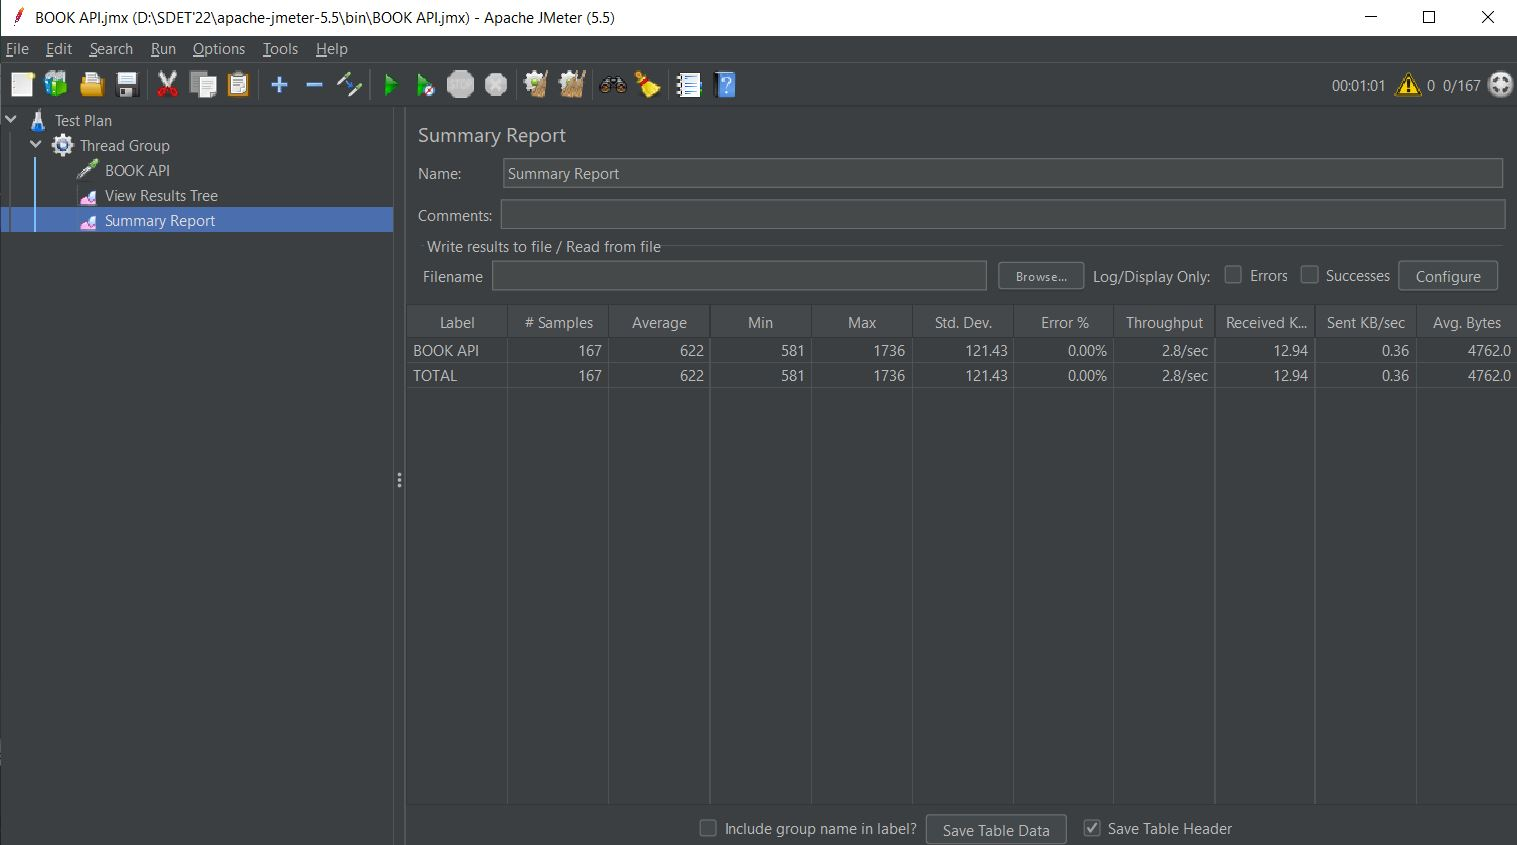 BOOK API.jmx (D:\SDET'22\apache-jmeter-5.5\bin\BOOK API.jmx) - Apache JMeter (5.5)
File Edit Search Run Options Tools Help
STOP 00:01:01 0 0/167
Test Plan
Thread Group
BOOK API
View Results Tree
Summary Report
Summary Report
Name: Summary Report
Comments:
Write results to file / Read from file
Filename Browse... Log/Display Only: Errors Successes Configure
Label # Samples Average Min Max Std. Dev. Error % Throughput Received K... Sent KB/sec Avg. Bytes
BOOK API 167 622 581 1736 121.43 0.00% 2.8/sec 12.94 0.36 4762.0
TOTAL 167 622 581 1736 121.43 0.00% 2.8/sec 12.94 0.36 4762.0
Include group name in label? Save Table Data Save Table Header